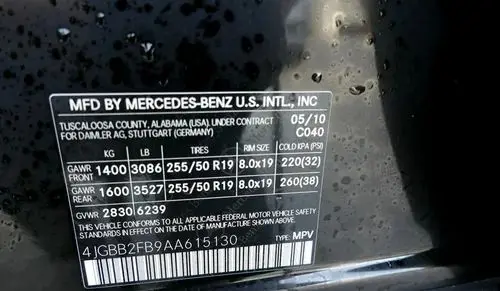 MFD BY MERCEDES-BENZ U.S. INTL., INC
TUSCALOOSA COUNTY, ALABAMA (USA) UNDER CONTRACT 05/10
FOR DAIMLER AG, STUTTGART (GERMANY) C040
KG LB TIRES RIM SIZE COLD KPA (PSI)
GAWR FRONT 1400 3086 255/50 R19 8.0x19 220(32)
GAWR REAR 1600 3527 255/50 R19 8.0x19 260(38)
GVWR 2830 6239
THIS VEHICLE CONFORMS TO ALL APPLICABLE FEDERAL MOTOR VEHICLE SAFETY
STANDARDS IN EFFECT ON THE DATE OF MANUFACTURE SHOWN ABOVE
4JGBB2FB9AA615130 TYPE: MPV